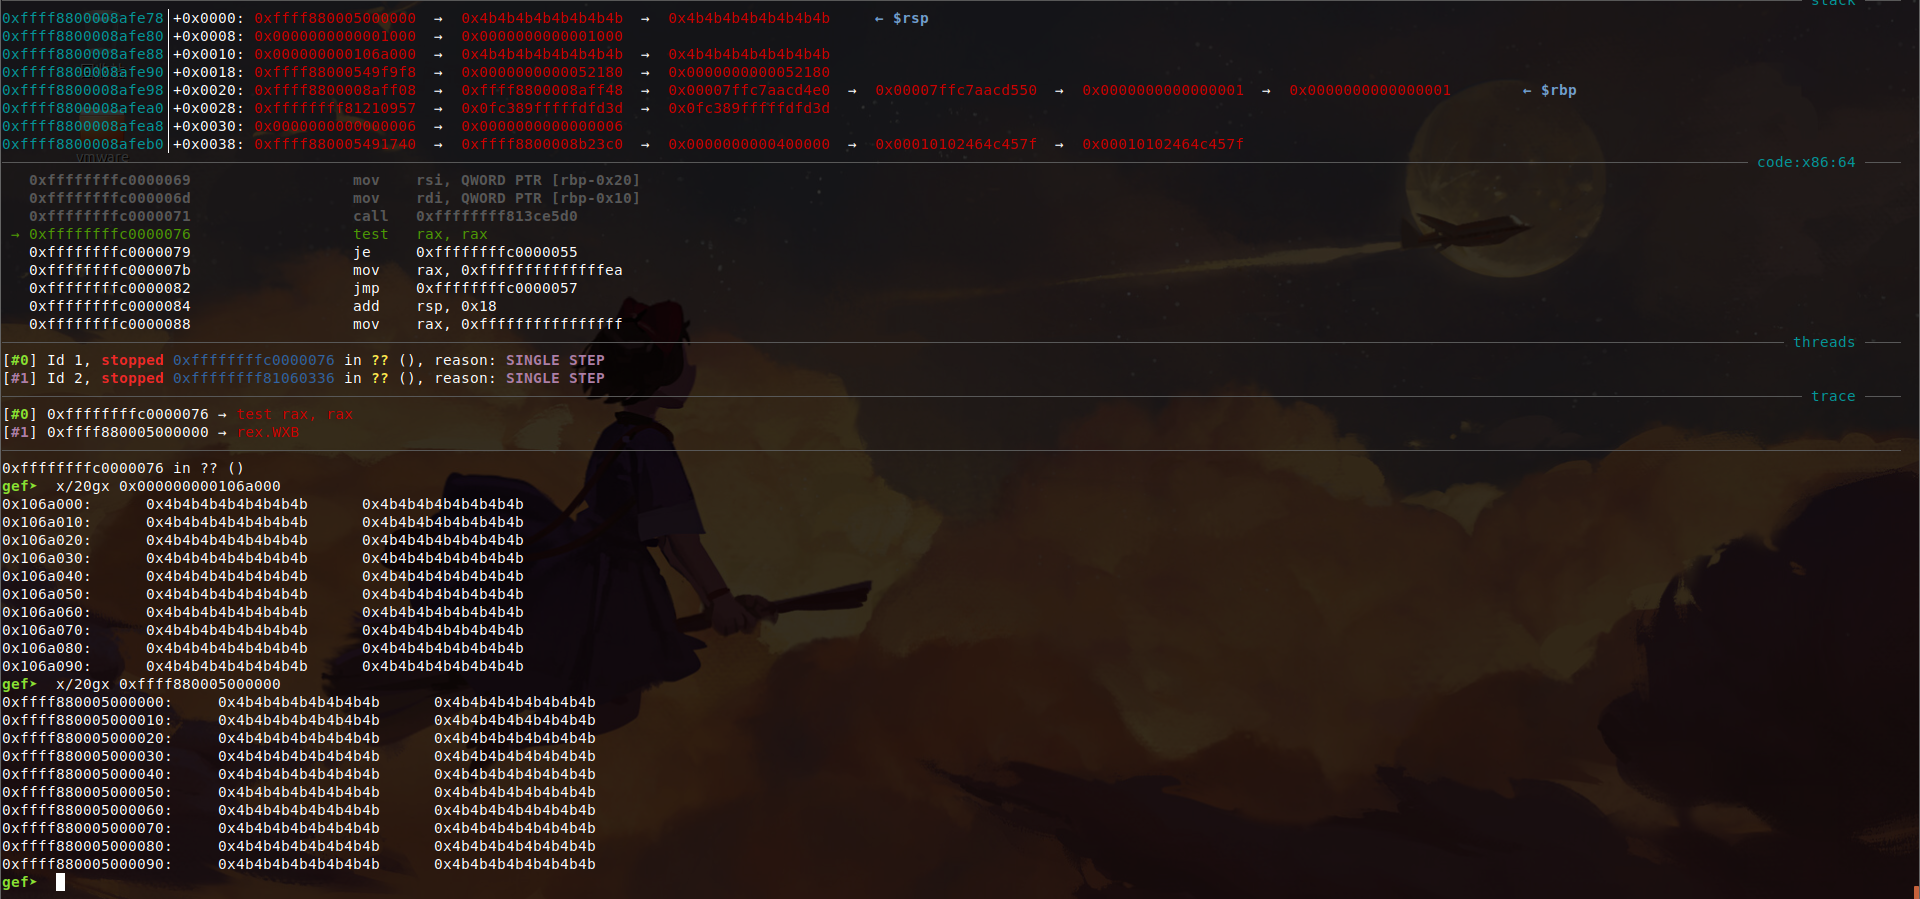 stack
0xffff8800008afe78│+0x0000: 0xffff880005000000 → 0x4b4b4b4b4b4b4b4b → 0x4b4b4b4b4b4b4b4b ← $rsp
0xffff8800008afe80│+0x0008: 0x0000000000001000 → 0x0000000000001000
0xffff8800008afe88│+0x0010: 0x000000000106a000 → 0x4b4b4b4b4b4b4b4b → 0x4b4b4b4b4b4b4b4b
0xffff8800008afe90│+0x0018: 0xffff88000549f9f8 → 0x0000000000052180 → 0x0000000000052180
0xffff8800008afe98│+0x0020: 0xffff8800008aff08 → 0xffff8800008aff48 → 0x00007ffc7aacd4e0 → 0x00007ffc7aacd550 → 0x0000000000000001 → 0x0000000000000001 ← $rbp
0xffff8800008afea0│+0x0028: 0xffffffff81210957 → 0x0fc389fffffdfd3d → 0x0fc389fffffdfd3d
0xffff8800008afea8│+0x0030: 0x0000000000000006 → 0x0000000000000006
0xffff8800008afeb0│+0x0038: 0xffff880005491740 → 0xffff8800008b23c0 → 0x0000000000400000 → 0x00010102464c457f → 0x00010102464c457f
vmware
code:x86:64
0xffffffffc0000069 mov rsi, QWORD PTR [rbp-0x20]
0xffffffffc000006d mov rdi, QWORD PTR [rbp-0x10]
0xffffffffc0000071 call 0xffffffff813ce5d0
→ 0xffffffffc0000076 test rax, rax
0xffffffffc0000079 je 0xffffffffc0000055
0xffffffffc000007b mov rax, 0xffffffffffffffea
0xffffffffc0000082 jmp 0xffffffffc0000057
0xffffffffc0000084 add rsp, 0x18
0xffffffffc0000088 mov rax, 0xffffffffffffffff
threads
[#0] Id 1, stopped 0xffffffffc0000076 in ?? (), reason: SINGLE STEP
[#1] Id 2, stopped 0xffffffff81060336 in ?? (), reason: SINGLE STEP
trace
[#0] 0xffffffffc0000076 → test rax, rax
[#1] 0xffff880005000000 → rex.WXB
0xffffffffc0000076 in ?? ()
gef➤ x/20gx 0x000000000106a000
0x106a000: 0x4b4b4b4b4b4b4b4b 0x4b4b4b4b4b4b4b4b
0x106a010: 0x4b4b4b4b4b4b4b4b 0x4b4b4b4b4b4b4b4b
0x106a020: 0x4b4b4b4b4b4b4b4b 0x4b4b4b4b4b4b4b4b
0x106a030: 0x4b4b4b4b4b4b4b4b 0x4b4b4b4b4b4b4b4b
0x106a040: 0x4b4b4b4b4b4b4b4b 0x4b4b4b4b4b4b4b4b
0x106a050: 0x4b4b4b4b4b4b4b4b 0x4b4b4b4b4b4b4b4b
0x106a060: 0x4b4b4b4b4b4b4b4b 0x4b4b4b4b4b4b4b4b
0x106a070: 0x4b4b4b4b4b4b4b4b 0x4b4b4b4b4b4b4b4b
0x106a080: 0x4b4b4b4b4b4b4b4b 0x4b4b4b4b4b4b4b4b
0x106a090: 0x4b4b4b4b4b4b4b4b 0x4b4b4b4b4b4b4b4b
gef➤ x/20gx 0xffff880005000000
0xffff880005000000: 0x4b4b4b4b4b4b4b4b 0x4b4b4b4b4b4b4b4b
0xffff880005000010: 0x4b4b4b4b4b4b4b4b 0x4b4b4b4b4b4b4b4b
0xffff880005000020: 0x4b4b4b4b4b4b4b4b 0x4b4b4b4b4b4b4b4b
0xffff880005000030: 0x4b4b4b4b4b4b4b4b 0x4b4b4b4b4b4b4b4b
0xffff880005000040: 0x4b4b4b4b4b4b4b4b 0x4b4b4b4b4b4b4b4b
0xffff880005000050: 0x4b4b4b4b4b4b4b4b 0x4b4b4b4b4b4b4b4b
0xffff880005000060: 0x4b4b4b4b4b4b4b4b 0x4b4b4b4b4b4b4b4b
0xffff880005000070: 0x4b4b4b4b4b4b4b4b 0x4b4b4b4b4b4b4b4b
0xffff880005000080: 0x4b4b4b4b4b4b4b4b 0x4b4b4b4b4b4b4b4b
0xffff880005000090: 0x4b4b4b4b4b4b4b4b 0x4b4b4b4b4b4b4b4b
gef➤